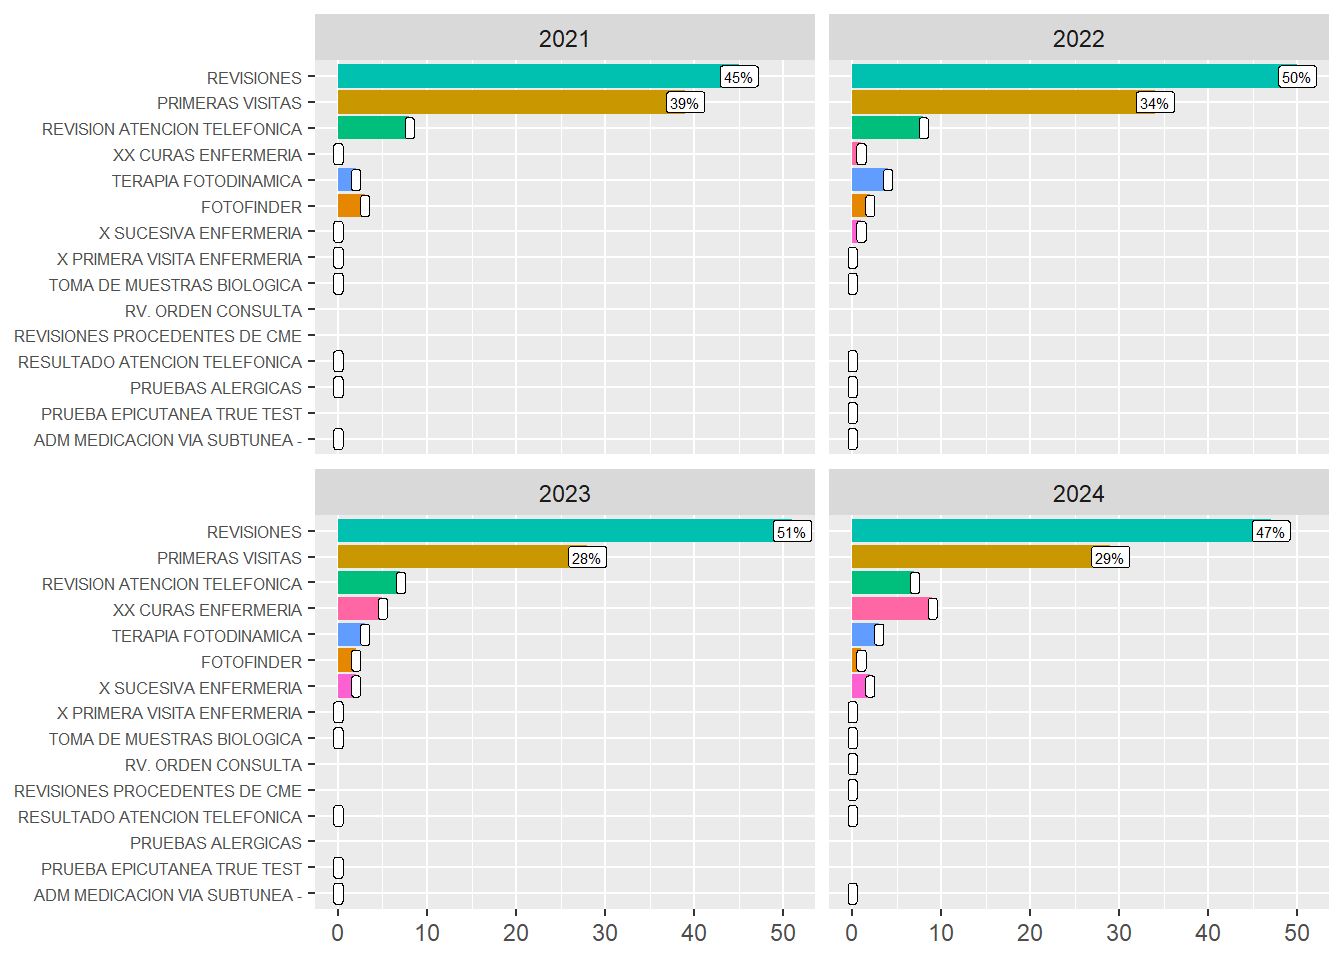 2021
2022
REVISIONES
45%
50%
PRIMERAS VISITAS
39%
34%
REVISION ATENCION TELEFONICA
XX CURAS ENFERMERIA
TERAPIA FOTODINAMICA
FOTOFINDER
X SUCESIVA ENFERMERIA
X PRIMERA VISITA ENFERMERIA
TOMA DE MUESTRAS BIOLOGICA
RV. ORDEN CONSULTA
REVISIONES PROCEDENTES DE CME
RESULTADO ATENCION TELEFONICA
PRUEBAS ALERGICAS
PRUEBA EPICUTANEA TRUE TEST
ADM MEDICACION VIA SUBTUNEA -
2023
2024
REVISIONES
51%
47%
PRIMERAS VISITAS
28%
29%
REVISION ATENCION TELEFONICA
XX CURAS ENFERMERIA
TERAPIA FOTODINAMICA
FOTOFINDER
X SUCESIVA ENFERMERIA
X PRIMERA VISITA ENFERMERIA
TOMA DE MUESTRAS BIOLOGICA
RV. ORDEN CONSULTA
REVISIONES PROCEDENTES DE CME
RESULTADO ATENCION TELEFONICA
PRUEBAS ALERGICAS
PRUEBA EPICUTANEA TRUE TEST
ADM MEDICACION VIA SUBTUNEA -
0 10 20 30 40 50
0 10 20 30 40 50